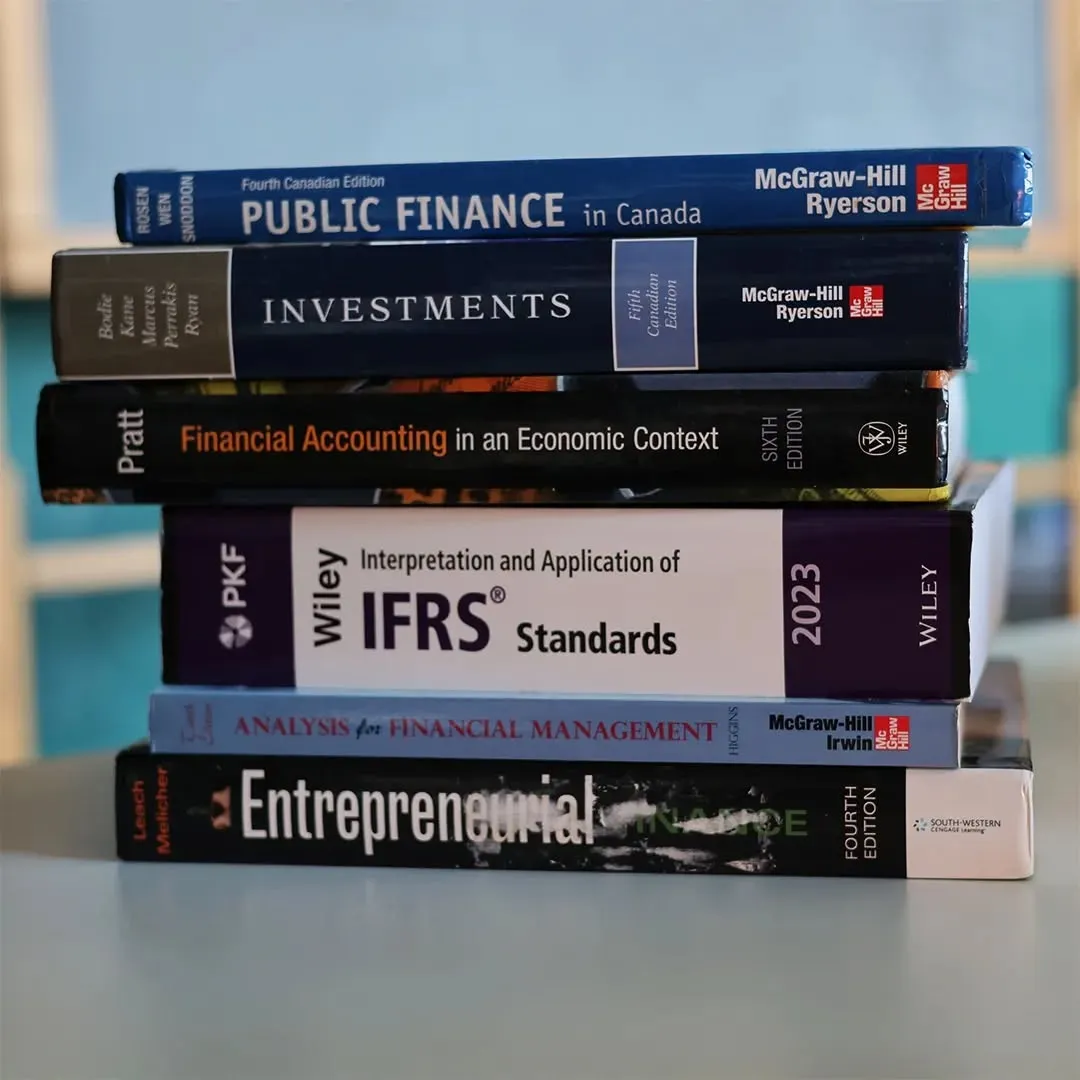 ROSEN
WEN
SNODDON
Fourth Canadian Edition
PUBLIC FINANCE in Canada
McGraw-Hill
Ryerson
Mc
Graw
Hill
Bodie
Kane
Marcus
Perrakis
Ryan
INVESTMENTS
Fifth
Canadian
Edition
McGraw-Hill
Ryerson
Mc
Graw
Hill
Pratt
Financial Accounting in an Economic Context
SIXTH
EDITION
WILEY
PKF
Wiley
Interpretation and Application of
IFRS®
Standards
2023
WILEY
ANALYSIS for FINANCIAL MANAGEMENT
HIGGINS
McGraw-Hill
Irwin
Mc
Graw
Hill
Leach
Melicher
Entrepreneurial FINANCE
FOURTH
EDITION
SOUTH-WESTERN
CENGAGE Learning